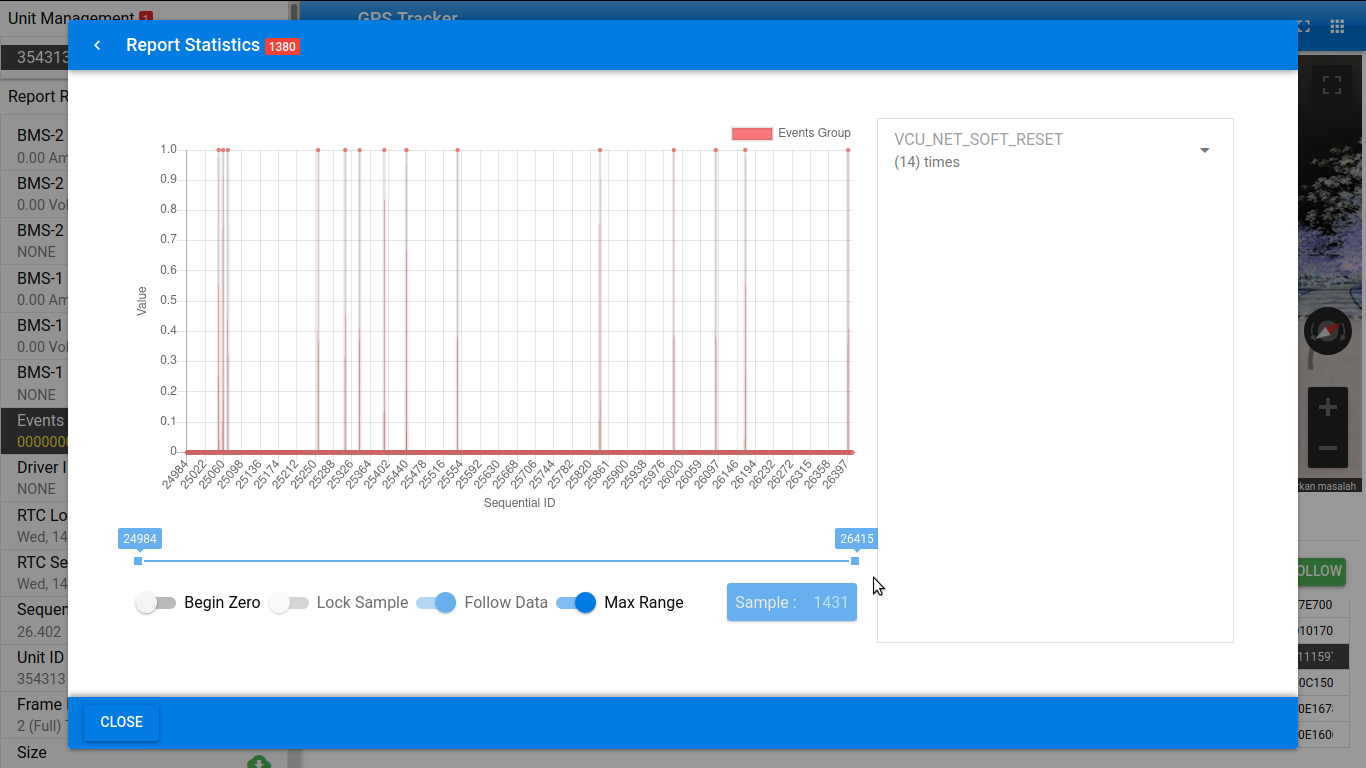 Unit Management 1
GPS Tracker
Report Statistics 1380
354313
Report R
BMS-2
0.00 Am
BMS-2
0.00 Vol
BMS-2
NONE
BMS-1
0.00 Am
BMS-1
0.00 Vol
BMS-1
NONE
Events
0000000
Driver I
NONE
RTC Lo
Wed, 14
RTC Se
Wed, 14
Sequen
26.402
Unit ID
354313
Frame
2 (Full)
Size
Events Group
Value
1.0
0.9
0.8
0.7
0.6
0.5
0.4
0.3
0.2
0.1
0
24984 25022 25060 25098 25136 25174 25212 25250 25288 25326 25364 25402 25440 25478 25516 25554 25592 25630 25668 25706 25744 25782 25820 25861 25900 25938 25976 26020 26059 26097 26146 26194 26232 26272 26315 26358 26397
Sequential ID
24984 26415
Begin Zero Lock Sample Follow Data Max Range Sample : 1431
VCU_NET_SOFT_RESET
(14) times
CLOSE
rkan masalah
OLLOW
7E700
010170
11159
0C150
0E167
0E160